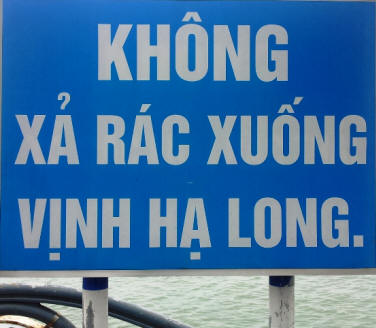 KHÔNG
XẢ RÁC XUỐNG
VỊNH HẠ LONG.